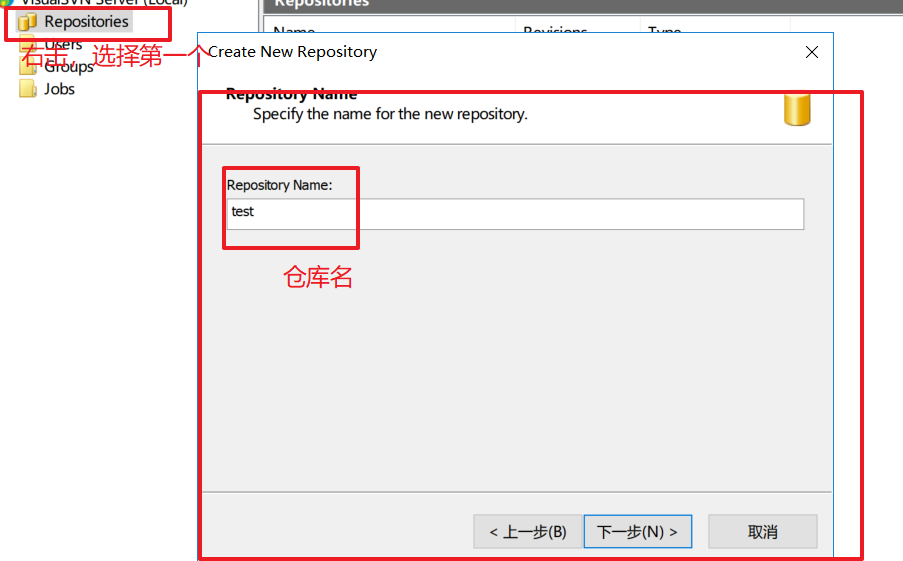 VisualSVN Server (Local)
Repositories
Users
Groups
Jobs
右击，选择第一个
Repositories
Name Revisions Type
Create New Repository
Repository Name
Specify the name for the new repository.
Repository Name:
test
仓库名
< 上一步(B) 下一步(N) > 取消